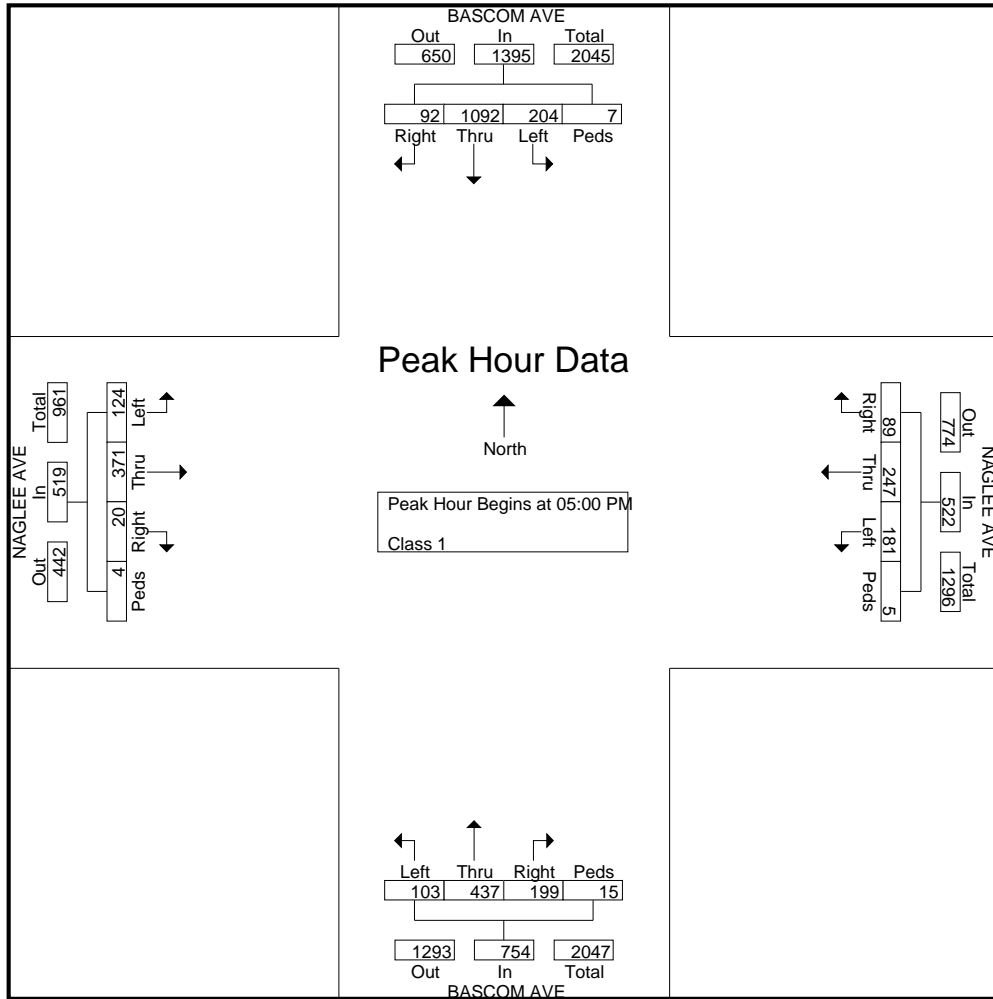 BASCOM AVE
Out In Total
650 1395 2045
92 1092 204 7
Right Thru Left Peds
Peak Hour Data
North
Peak Hour Begins at 05:00 PM
Class 1
NAGLEE AVE
Total In Out
961 519 442
124 371 20 4
Left Thru Right Peds
NAGLEE AVE
Out In Total
774 522 1296
89 247 181 5
Right Thru Left Peds
Left Thru Right Peds
103 437 199 15
1293 754 2047
Out In Total
BASCOM AVE